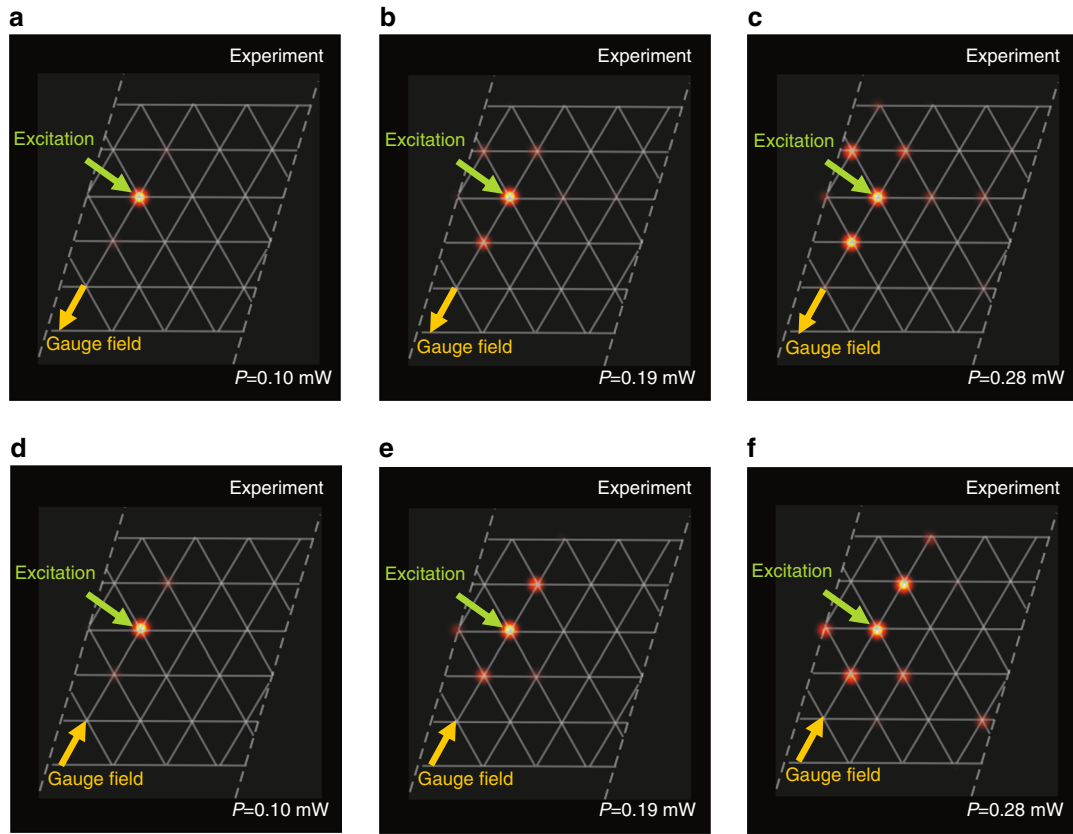 a
Experiment
Excitation
Gauge field
P=0.10 mW
b
Experiment
Excitation
Gauge field
P=0.19 mW
c
Experiment
Excitation
Gauge field
P=0.28 mW
d
Experiment
Excitation
Gauge field
P=0.10 mW
e
Experiment
Excitation
Gauge field
P=0.19 mW
f
Experiment
Excitation
Gauge field
P=0.28 mW